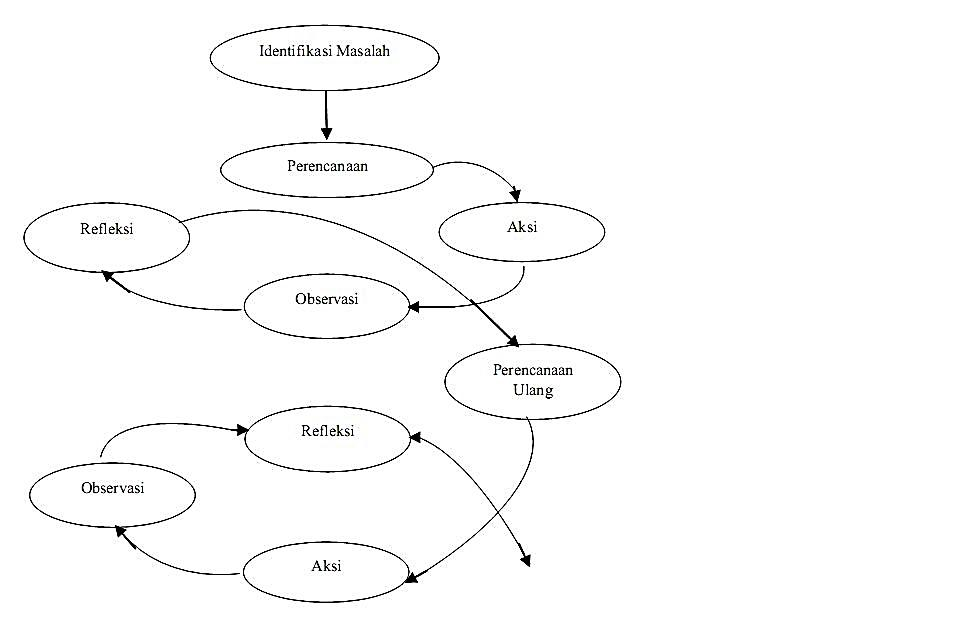 Identifikasi Masalah
Perencanaan
Aksi
Refleksi
Observasi
Perencanaan
Ulang
Refleksi
Observasi
Aksi